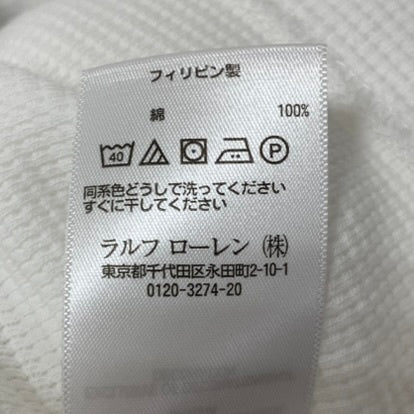 フィリピン製
綿 100%
40 P
同系色どうしで洗ってください
すぐに干してください
ラルフ ローレン (株)
東京都千代田区永田町2-10-1
0120-3274-20